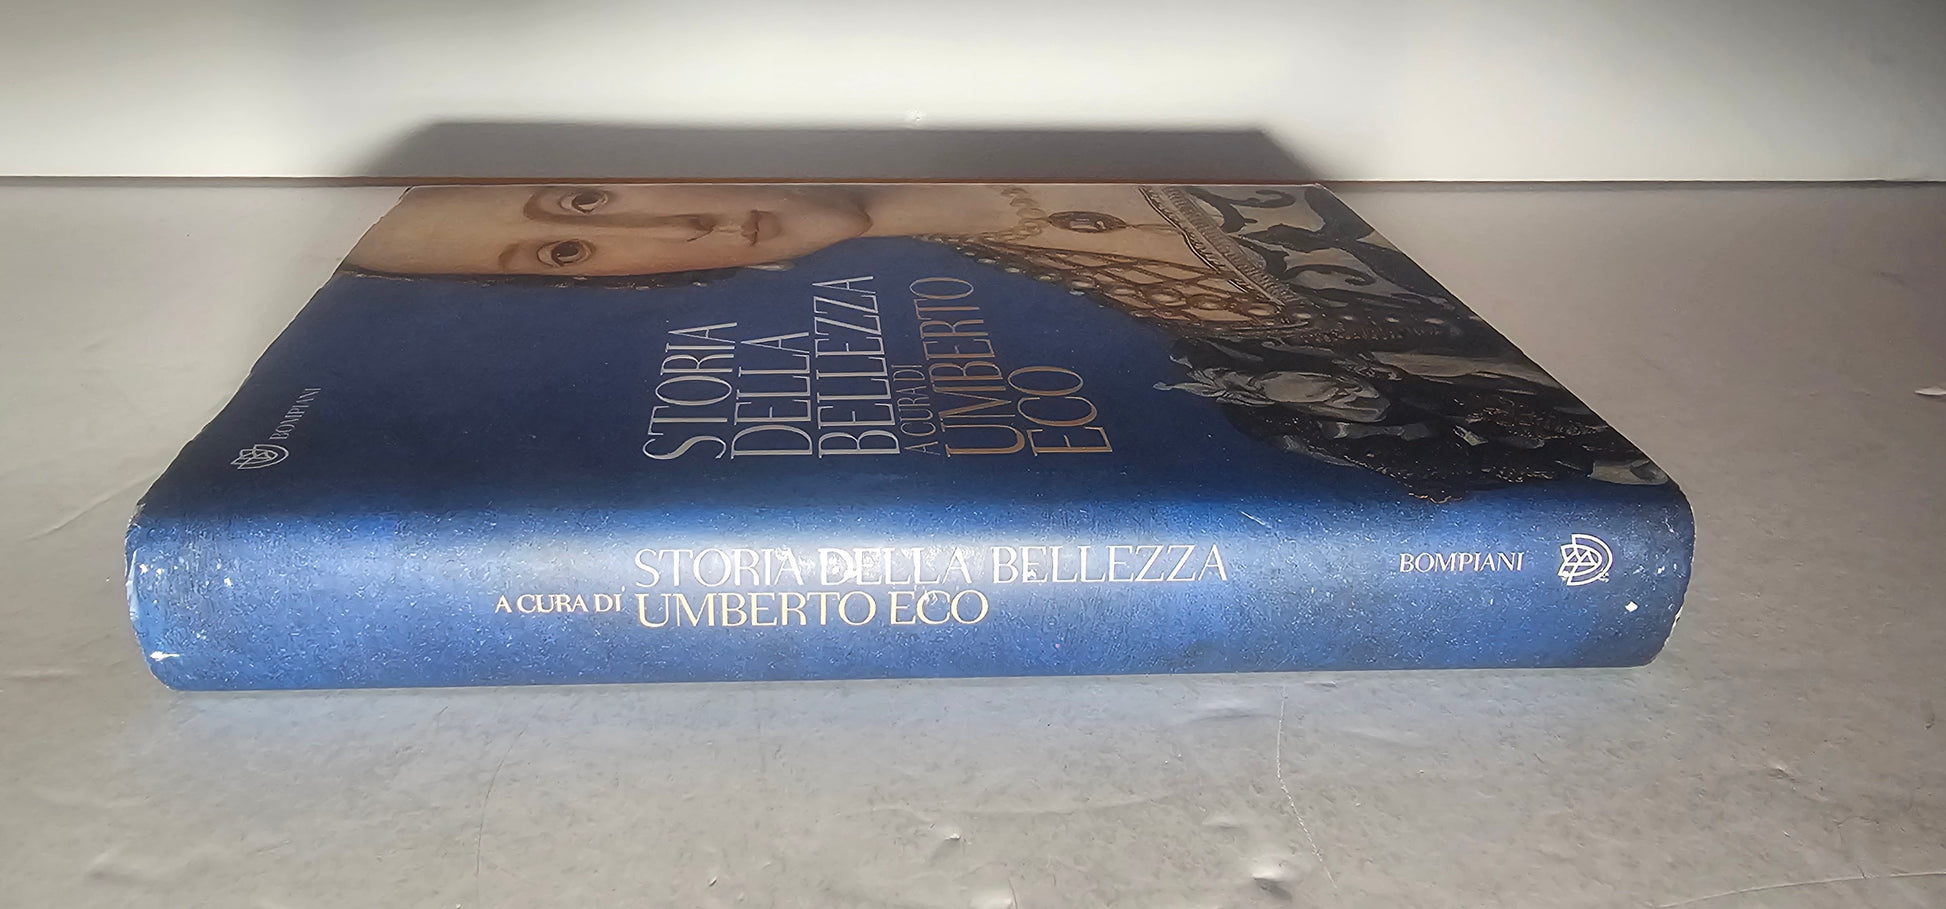 STORIA
DELLA
BELLEZZA
A CURA DI
UMBERTO
ECO
BOMPIANI
STORIA DELLA BELLEZZA
A CURA DI UMBERTO ECO
BOMPIANI